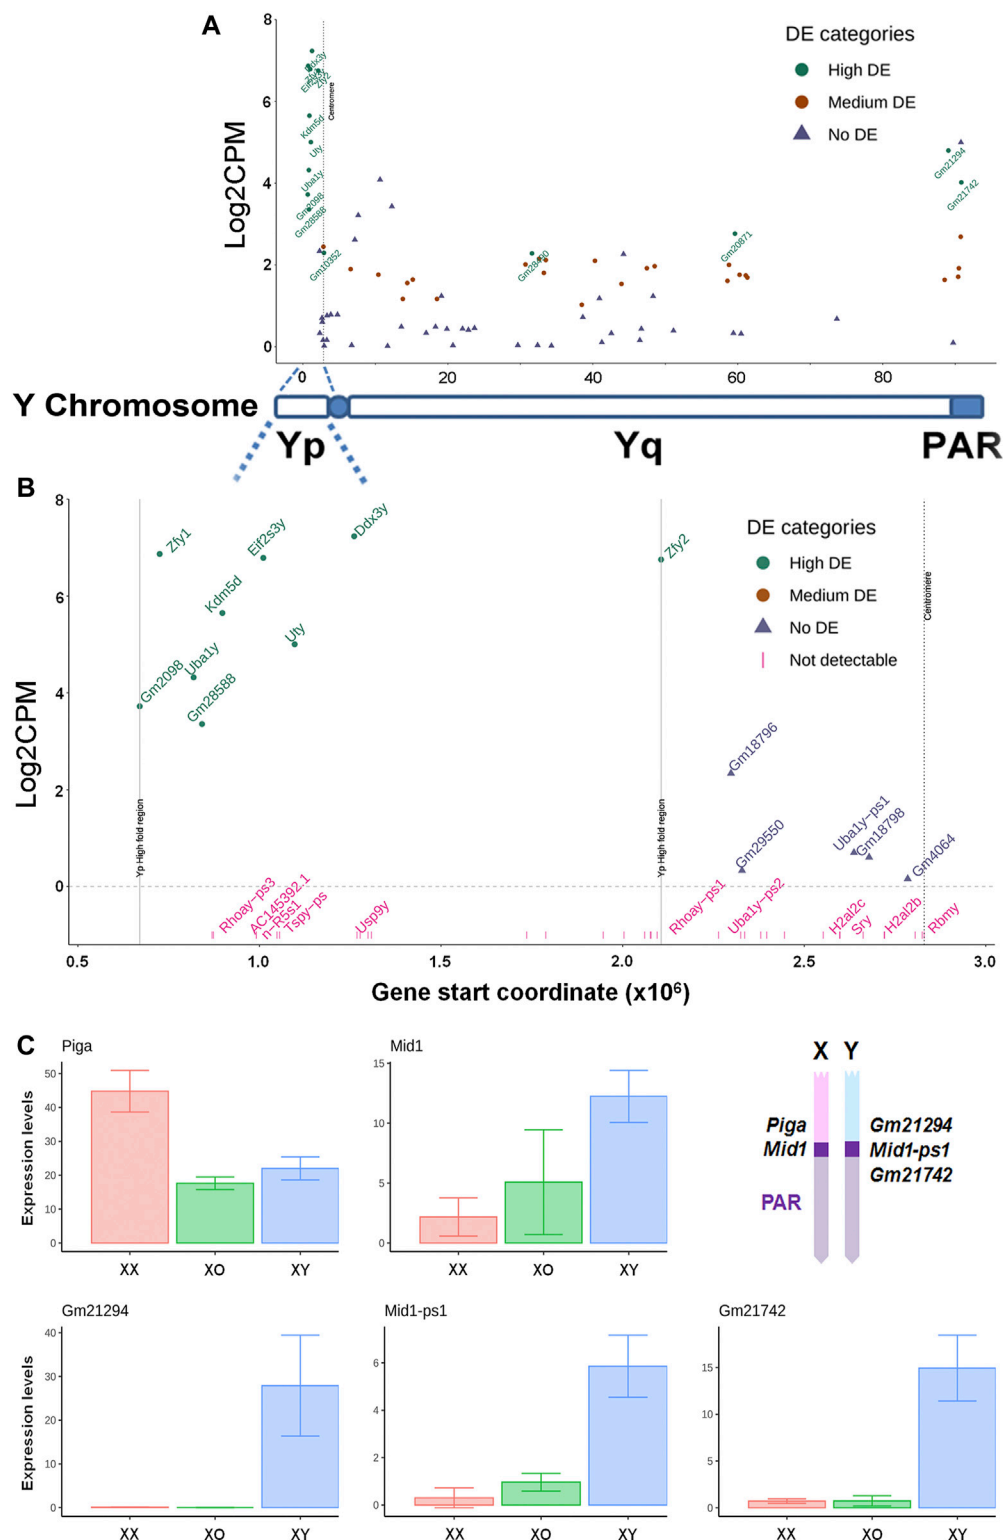 A
DE categories
High DE
Medium DE
No DE
Log2CPM
8
6
4
2
0
Ddx3y
Zfy2
Centromere
Kdm5d
Uty
Uba1y
Gm2098
Gm28588
Gm10352
Gm20871
Gm21294
Gm21742
0 20 40 60 80
Y Chromosome
Yp Yq PAR
B
DE categories
High DE
Medium DE
No DE
Not detectable
Log2CPM
8
6
4
2
0
Zfy1
Eif2s3y
Ddx3y
Zfy2
Kdm5d
Uty
Uba1y
Gm2098
Gm28588
Centromere
Gm18796
Gm29550
Uba1y-ps1
Gm18798
Gm4064
Yp High fold region
Yp High fold region
Rhoay-ps3
AC145392.1
n-R5s1
Tspy-ps
Usp9y
Rhoay-ps1
Uba1y-ps2
H2al2c
Sry
H2al2b
Rbmy
0.5 1.0 1.5 2.0 2.5 3.0
Gene start coordinate (x10⁶)
C
Piga
Expression levels
50
40
30
20
10
0
XX XO XY
Mid1
15
10
5
0
XX XO XY
X Y
Piga Gm21294
Mid1 Mid1-ps1
Gm21742
PAR
Gm21294
Expression levels
40
30
20
10
0
XX XO XY
Mid1-ps1
6
4
2
0
XX XO XY
Gm21742
15
10
5
0
XX XO XY